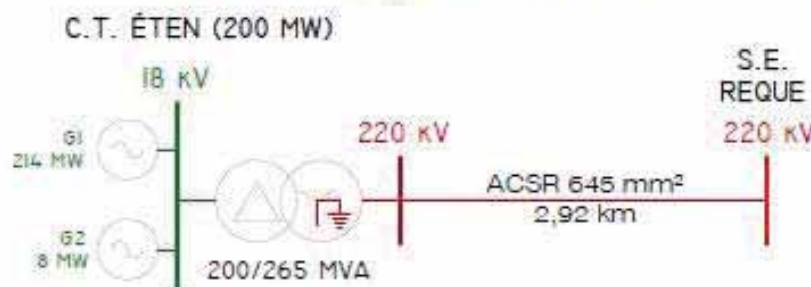 C.T. ÉTEN (200 MW)
18 kV
S.E.
REQUE
G1
214 MW
220 kV
220 kV
ACSR 645 mm²
2,92 km
G2
8 MW
200/265 MVA